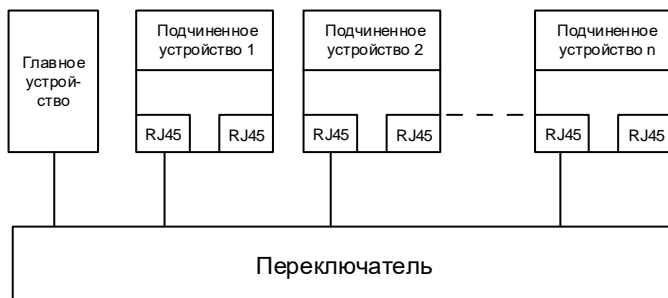 Главное
устрой-
ство
Подчиненное
устройство 1
RJ45
RJ45
Подчиненное
устройство 2
RJ45
RJ45
Подчиненное
устройство n
RJ45
RJ45
Переключатель